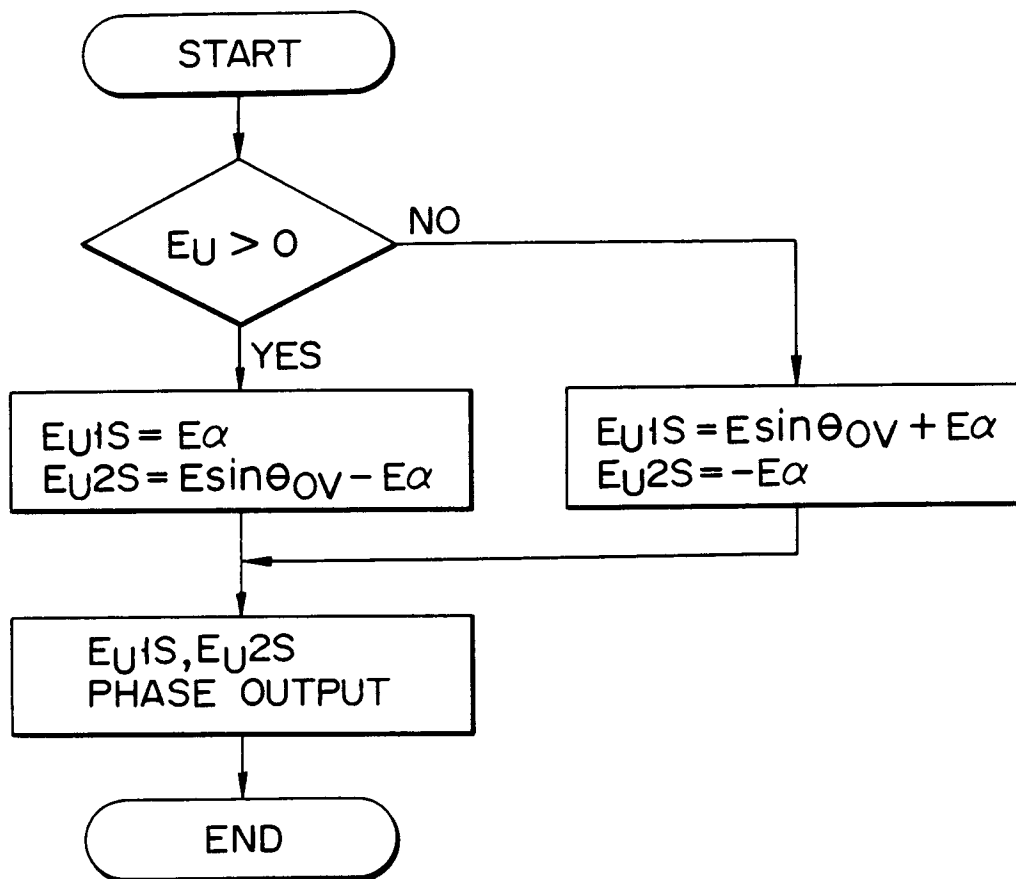 START
EU > 0
NO
YES
EU1S = Eα
EU2S = Esinθ0V - Eα
EU1S = Esinθ0V + Eα
EU2S = -Eα
EU1S, EU2S
PHASE OUTPUT
END